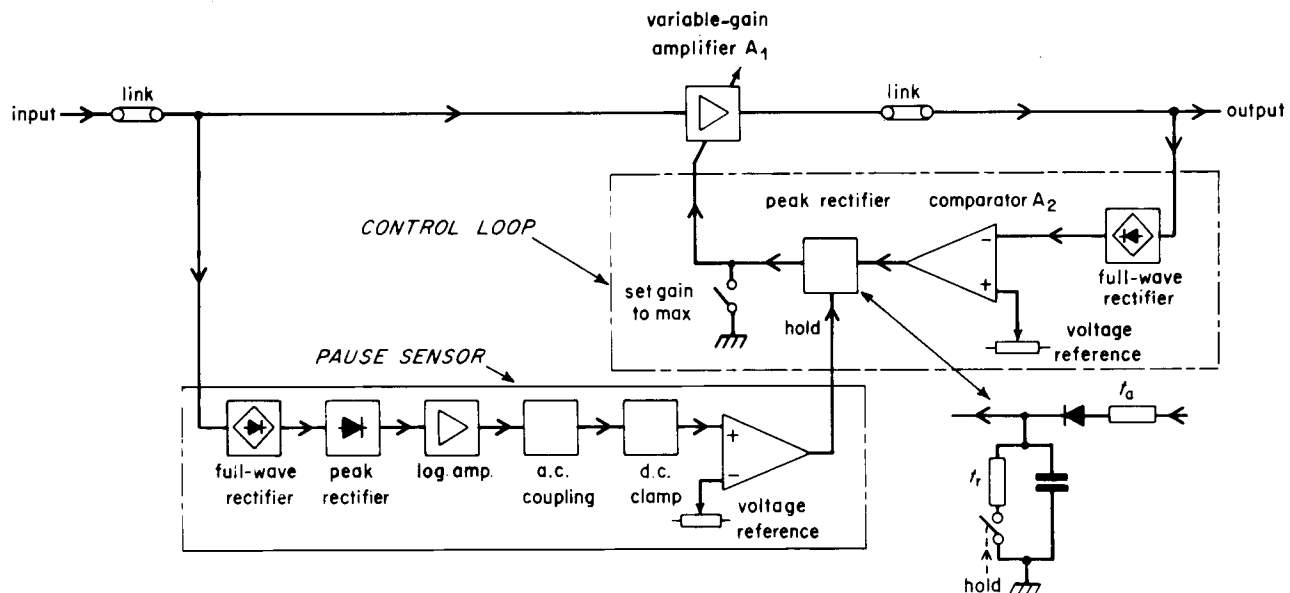 variable-gain
amplifier A₁
link
link
input
output
peak rectifier
comparator A₂
CONTROL LOOP
−
+
full-wave
rectifier
set gain
to max
hold
voltage
reference
PAUSE SENSOR
tₐ
+
−
full-wave
rectifier
peak
rectifier
log. amp.
a.c.
coupling
d.c.
clamp
voltage
reference
tᵣ
hold